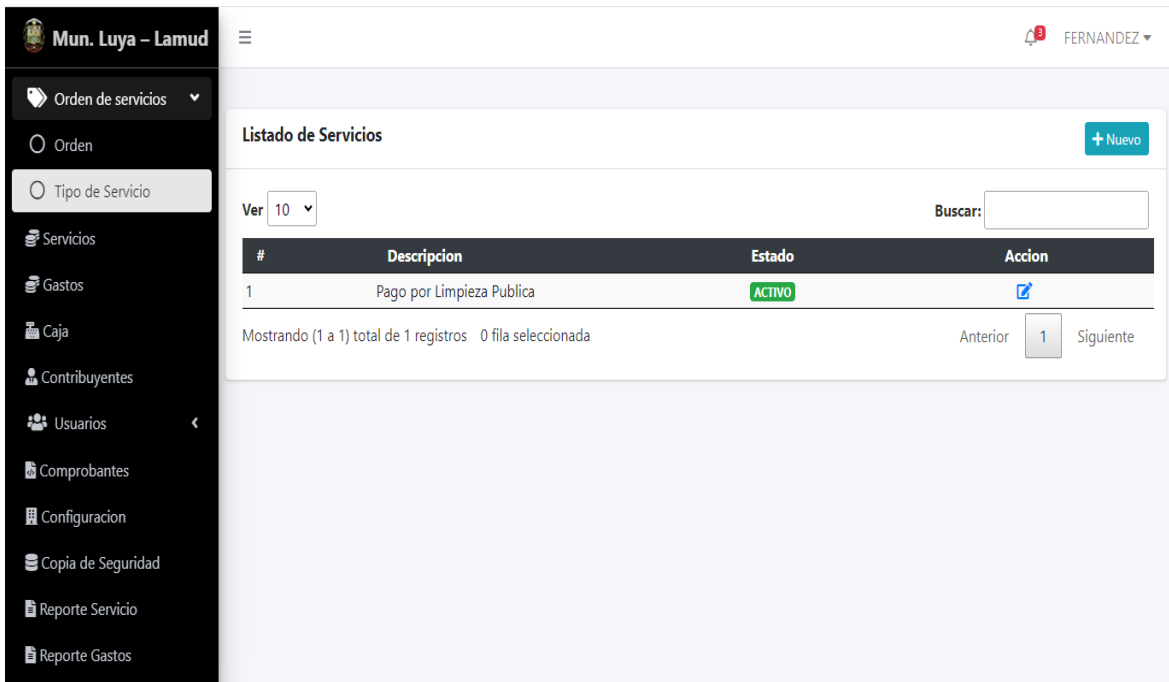 Mun. Luya – Lamud
3
FERNANDEZ
Orden de servicios
Orden
Tipo de Servicio
Servicios
Gastos
Caja
Contribuyentes
Usuarios
Comprobantes
Configuracion
Copia de Seguridad
Reporte Servicio
Reporte Gastos
Listado de Servicios
+ Nuevo
Ver 10
Buscar:
# Descripcion Estado Accion
1 Pago por Limpieza Publica ACTIVO
Mostrando (1 a 1) total de 1 registros 0 fila seleccionada
Anterior 1 Siguiente